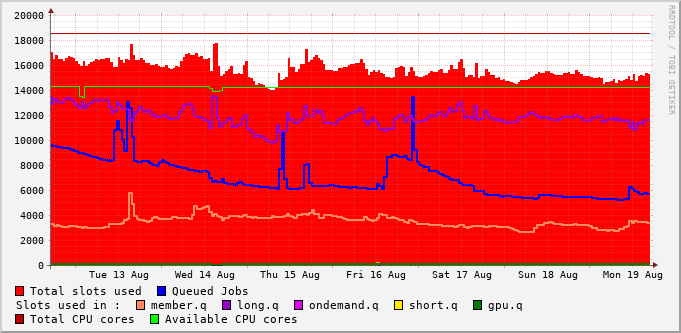 RRDTOOL / TOBI OETIKER
20000
18000
16000
14000
12000
10000
8000
6000
4000
2000
0
Tue 13 Aug Wed 14 Aug Thu 15 Aug Fri 16 Aug Sat 17 Aug Sun 18 Aug Mon 19 Aug
Total slots used Queued Jobs
Slots used in : member.q long.q ondemand.q short.q gpu.q
Total CPU cores Available CPU cores